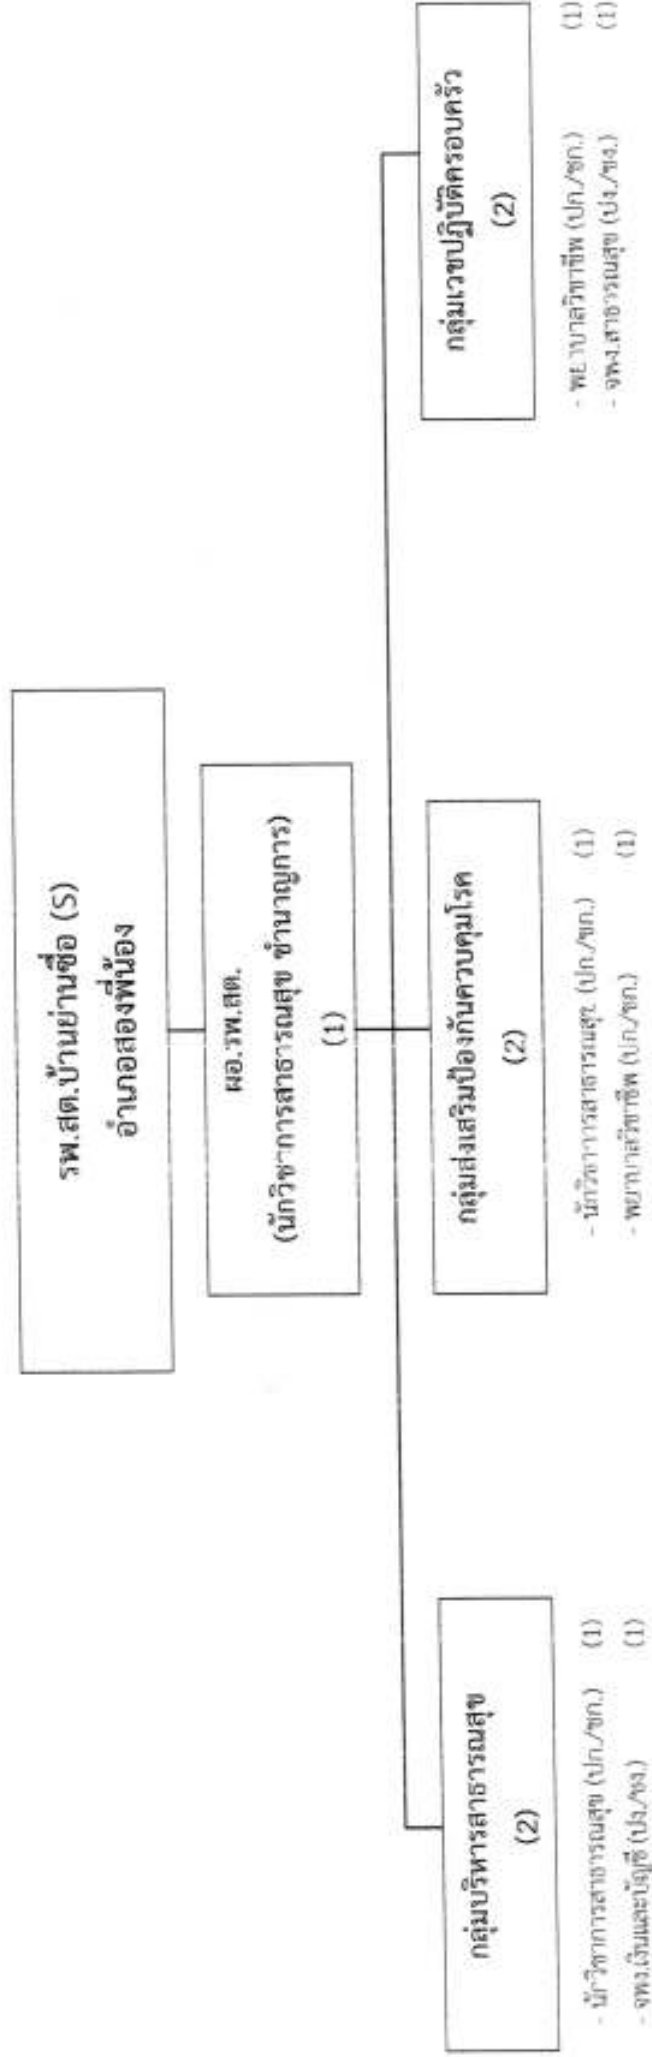 รพ.สต.บ้านย่านซื่อ (S)
อำเภอสองพี่น้อง
ผอ.รพ.สต.
(นักวิชาการสาธารณสุข ชำนาญการ)
(1)
กลุ่มบริหารสาธารณสุข
(2)
- นักวิชาการสาธารณสุข (ปก./ชก.) (1)
- จพง.เงินและบัญชี (ปง./ชง.) (1)
กลุ่มส่งเสริมป้องกันควบคุมโรค
(2)
- นักวิชาการสาธารณสุข (ปก./ชก.) (1)
- พยาบาลวิชาชีพ (ปก./ชก.) (1)
กลุ่มเวชปฏิบัติครอบครัว
(2)
- พยาบาลวิชาชีพ (ปก./ชก.) (1)
- จพง.สาธารณสุข (ปง./ชง.) (1)